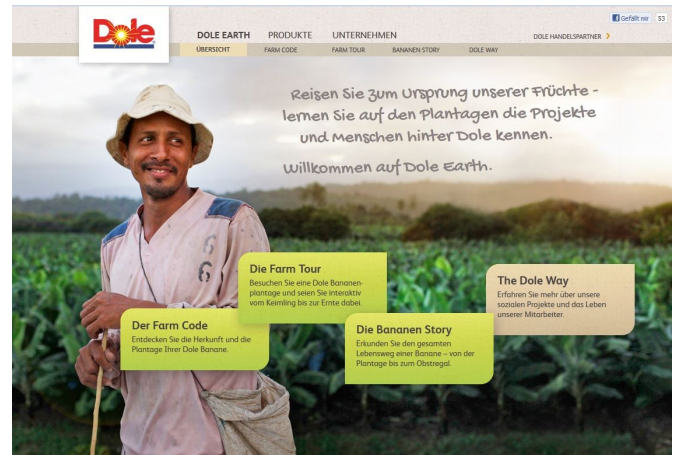 Dole
Gefällt mir 53
DOLE EARTH PRODUKTE UNTERNEHMEN
DOLE HANDELSPARTNER
ÜBERSICHT FARM CODE FARM TOUR BANANEN STORY DOLE WAY
Reisen Sie zum Ursprung unserer Früchte -
lernen Sie auf den Plantagen die Projekte
und Menschen hinter Dole kennen.
Willkommen auf Dole Earth.
Die Farm Tour
Besuchen Sie eine Dole Bananen-
plantage und seien Sie interaktiv
vom Keimling bis zur Ernte dabei.
The Dole Way
Erfahren Sie mehr über unsere
sozialen Projekte und das Leben
unserer Mitarbeiter.
Der Farm Code
Entdecken Sie die Herkunft und die
Plantage Ihrer Dole Banane.
Die Bananen Story
Erkunden Sie den gesamten
Lebensweg einer Banane – von der
Plantage bis zum Obstregal.